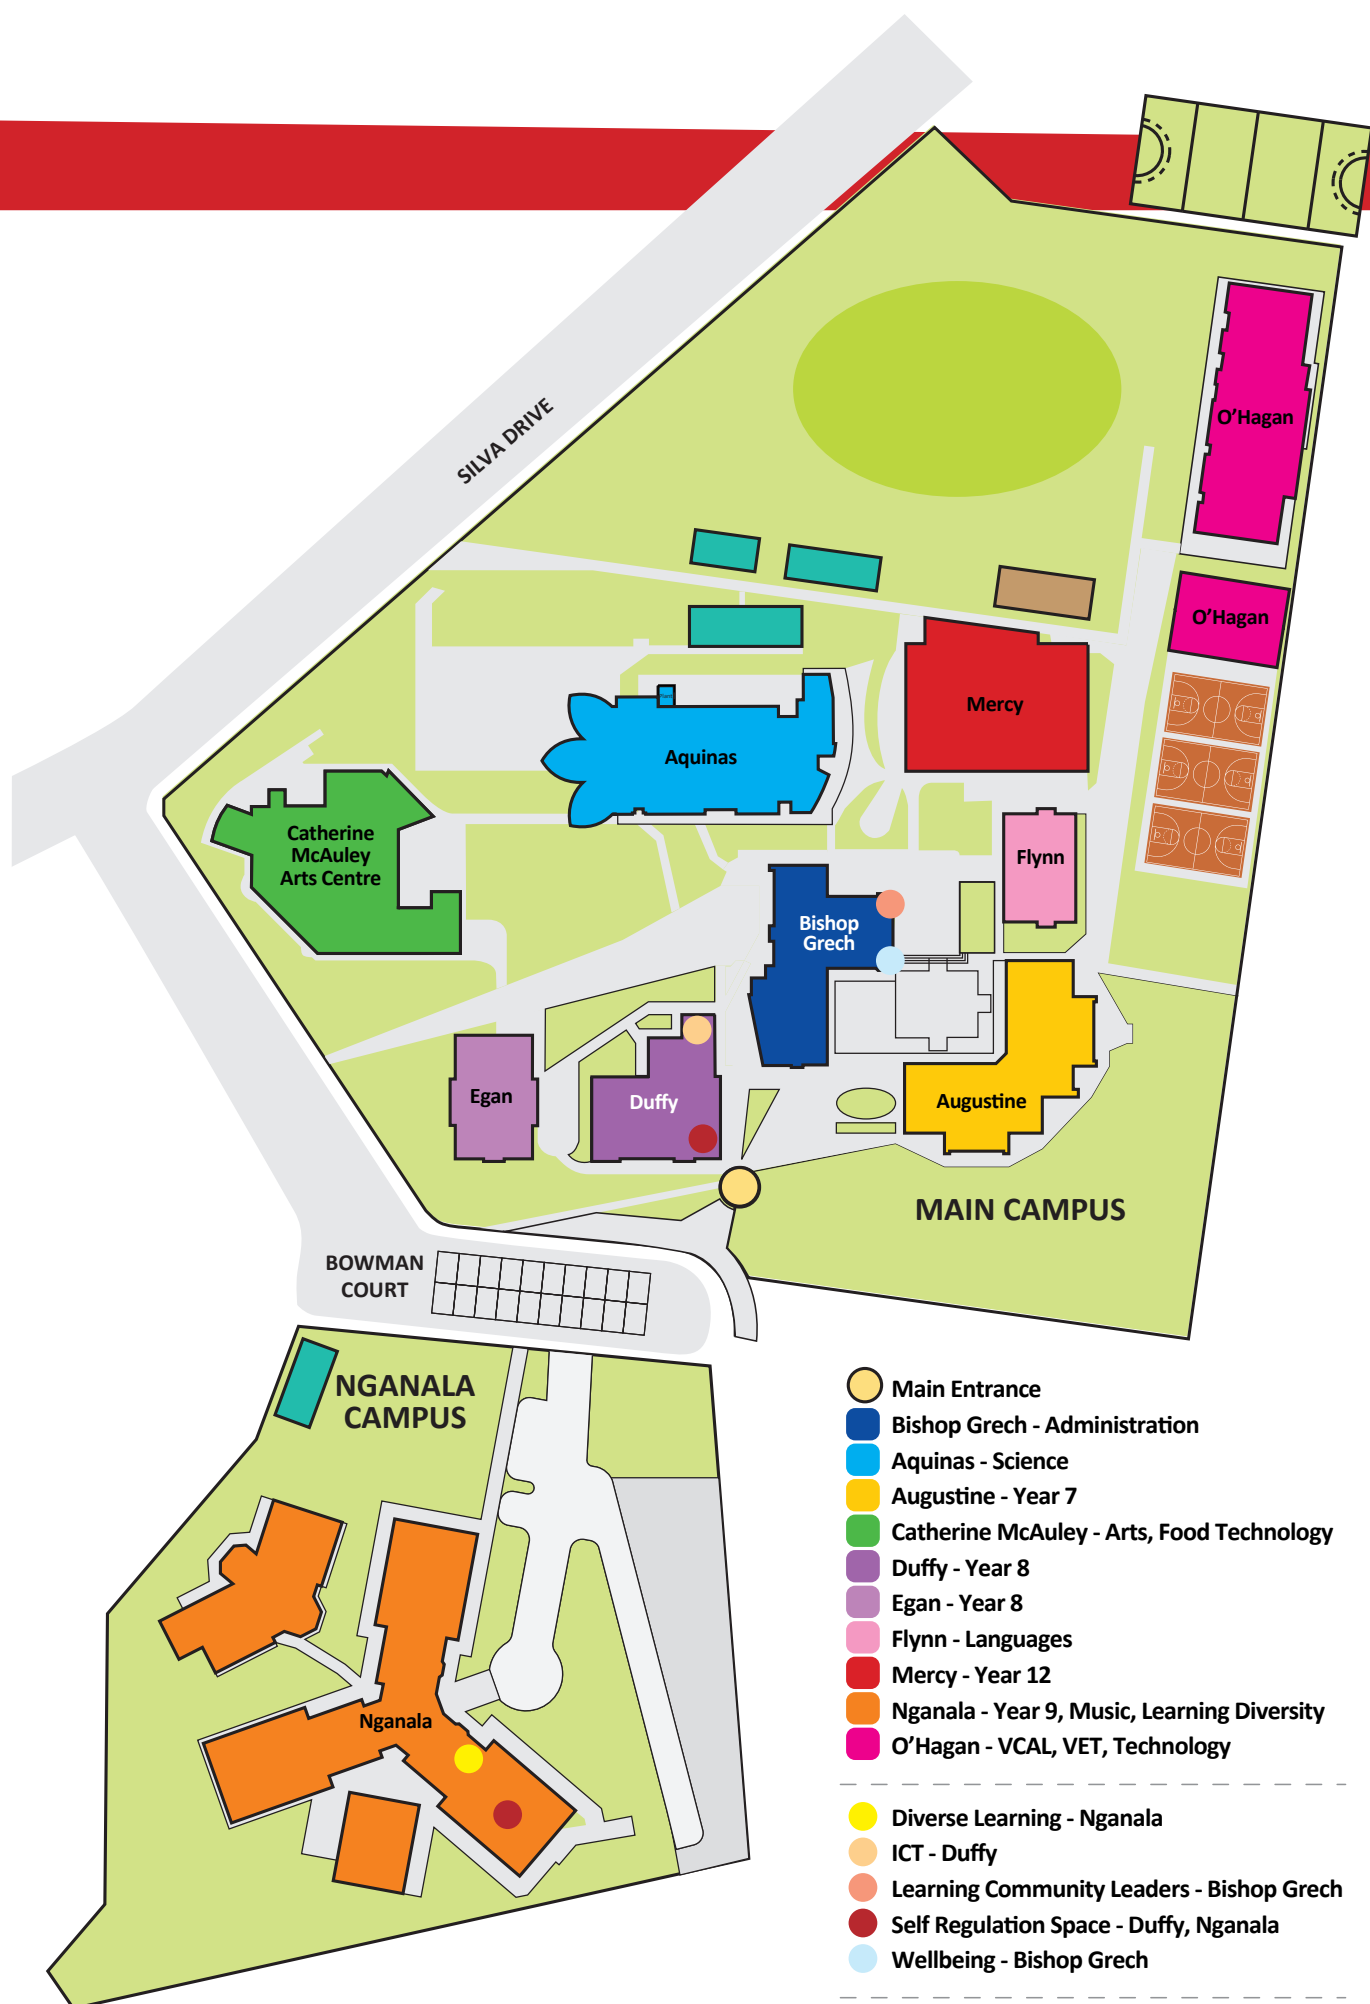 SILVA DRIVE
O'Hagan
O'Hagan
Mercy
Aquinas
Catherine
McAuley
Arts Centre
Flynn
Bishop
Grech
Egan
Duffy
Augustine
MAIN CAMPUS
BOWMAN
COURT
NGANALA
CAMPUS
Nganala
Main Entrance
Bishop Grech - Administration
Aquinas - Science
Augustine - Year 7
Catherine McAuley - Arts, Food Technology
Duffy - Year 8
Egan - Year 8
Flynn - Languages
Mercy - Year 12
Nganala - Year 9, Music, Learning Diversity
O'Hagan - VCAL, VET, Technology
Diverse Learning - Nganala
ICT - Duffy
Learning Community Leaders - Bishop Grech
Self Regulation Space - Duffy, Nganala
Wellbeing - Bishop Grech